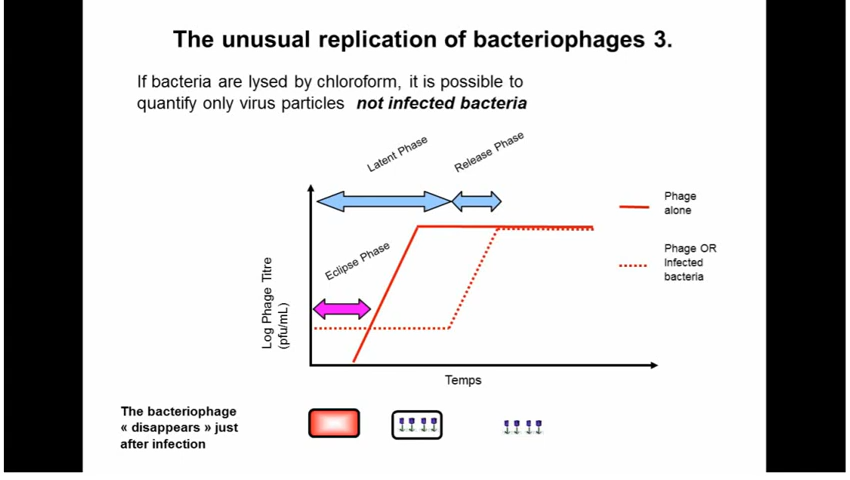 The unusual replication of bacteriophages 3.
If bacteria are lysed by chloroform, it is possible to
quantify only virus particles not infected bacteria
Latent Phase
Release Phase
Phage
alone
Phage OR
Infected
bacteria
Eclipse Phase
Log Phage Titre
(pfu/mL)
Temps
The bacteriophage
« disappears » just
after infection